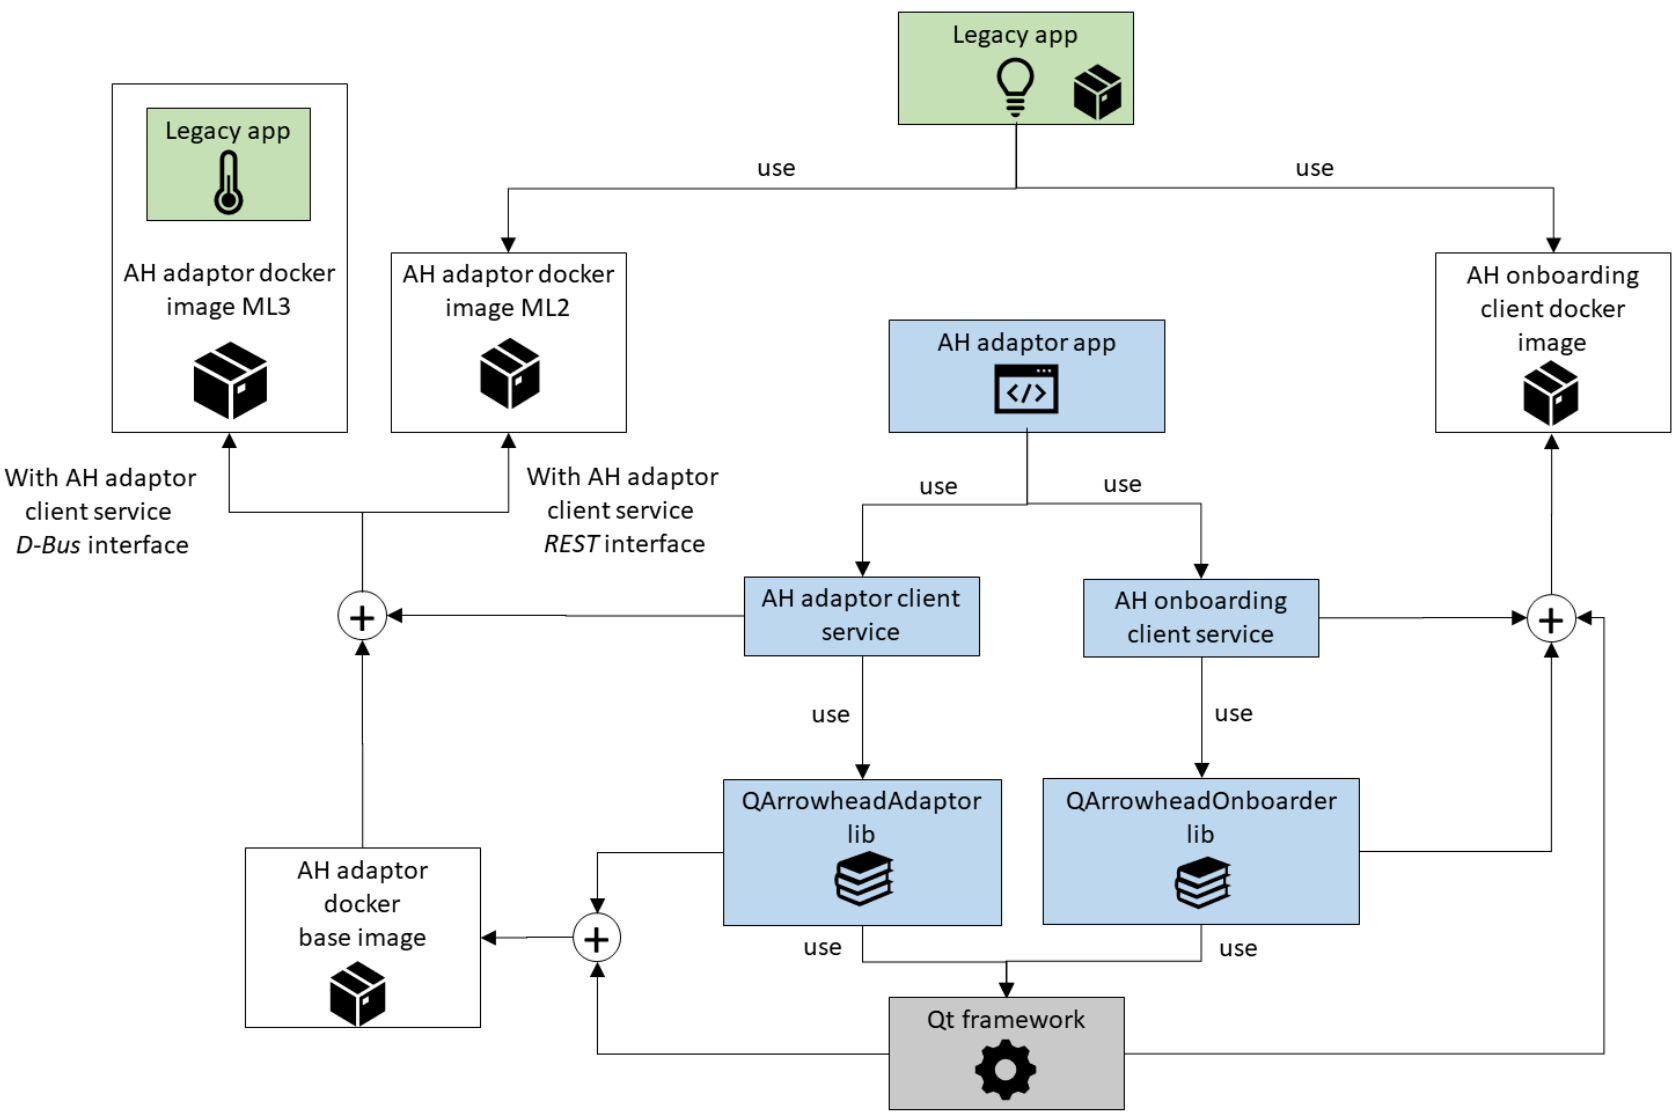 Legacy app
Legacy app
use
use
AH adaptor docker
image ML3
AH adaptor docker
image ML2
AH onboarding
client docker
image
AH adaptor app
</>
With AH adaptor
client service
D-Bus interface
With AH adaptor
client service
REST interface
use
use
AH adaptor client
service
AH onboarding
client service
+
+
use
use
QArrowheadAdaptor
lib
QArrowheadOnboarder
lib
AH adaptor
docker
base image
+
use
use
Qt framework